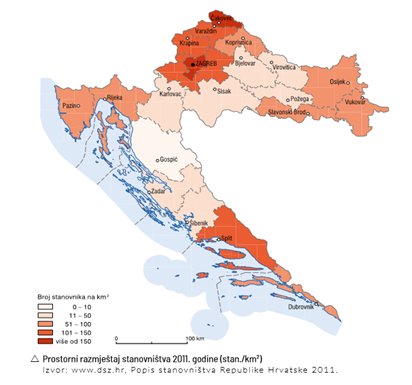 Čakovec
Varaždin
Krapina
Koprivnica
ZAGREB
Bjelovar
Virovitica
Osijek
Pazin
Rijeka
Karlovac
Sisak
Požega
Vukovar
Slavonski Brod
Gospić
Zadar
Šibenik
Split
Dubrovnik
Broj stanovnika na km²
0 – 10
11 – 50
51 – 100
101 – 150
više od 150
0 100 km
△ Prostorni razmještaj stanovništva 2011. godine (stan./km²)
Izvor: www.dsz.hr, Popis stanovništva Republike Hrvatske 2011.